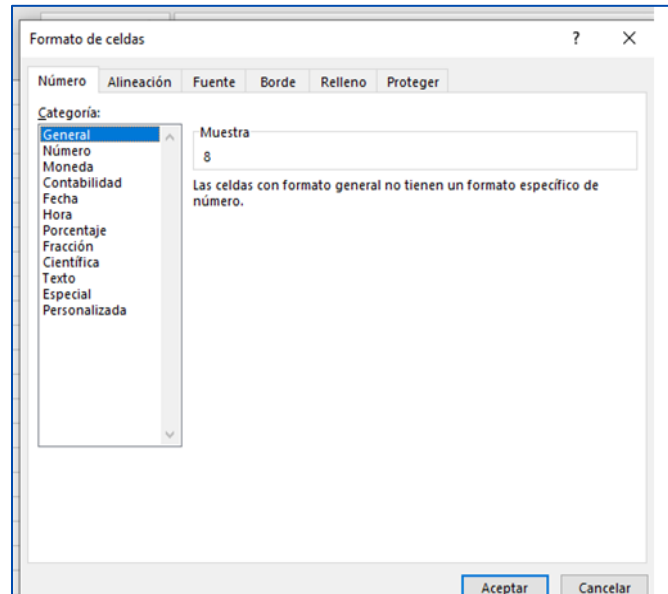 Formato de celdas ? ×
Número Alineación Fuente Borde Relleno Proteger
Categoría:
General
Número
Moneda
Contabilidad
Fecha
Hora
Porcentaje
Fracción
Científica
Texto
Especial
Personalizada
Muestra
8
Las celdas con formato general no tienen un formato específico de
número.
Aceptar Cancelar